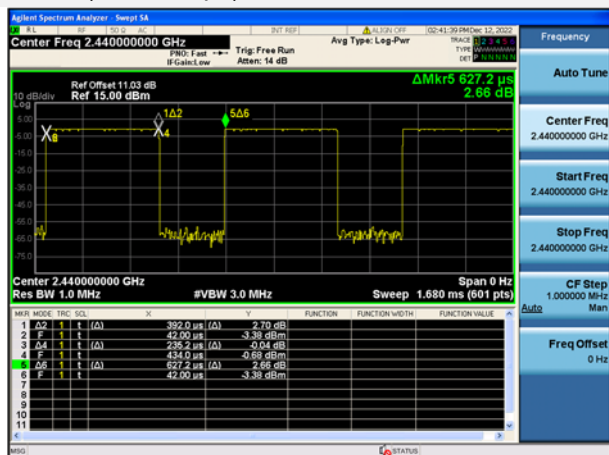 Agilent Spectrum Analyzer - Swept SA
RL RF 50 Ω AC INT REF ALIGN OFF 02:41:39 PM Dec 12, 2022
Center Freq 2.440000000 GHz
PNO: Fast
IFGain:Low
Trig: Free Run
Atten: 14 dB
Avg Type: Log-Pwr
TRACE 1 2 3 4 5 6
TYPE
DET P N N N N N
Frequency
ΔMkr5 627.2 µs
2.66 dB
Ref Offset 11.03 dB
10 dB/div Ref 15.00 dBm
Log
5.00
-5.00
-15.0
-25.0
-35.0
-45.0
-55.0
-65.0
-75.0
1Δ2
5Δ6
4
Center 2.440000000 GHz Span 0 Hz
Res BW 1.0 MHz #VBW 3.0 MHz Sweep 1.680 ms (601 pts)
MKR MODE TRC SCL X Y FUNCTION FUNCTION WIDTH FUNCTION VALUE
1 Δ2 1 t (Δ) 392.0 µs (Δ) 2.70 dB
2 F 1 t 42.00 µs -3.38 dBm
3 Δ4 1 t (Δ) 235.2 µs (Δ) -0.04 dB
4 F 1 t 434.0 µs -0.68 dBm
5 Δ6 1 t (Δ) 627.2 µs (Δ) 2.66 dB
6 F 1 t 42.00 µs -3.38 dBm
7
8
9
10
11
MSG STATUS
Auto Tune
Center Freq
2.440000000 GHz
Start Freq
2.440000000 GHz
Stop Freq
2.440000000 GHz
CF Step
1.000000 MHz
Auto Man
Freq Offset
0 Hz